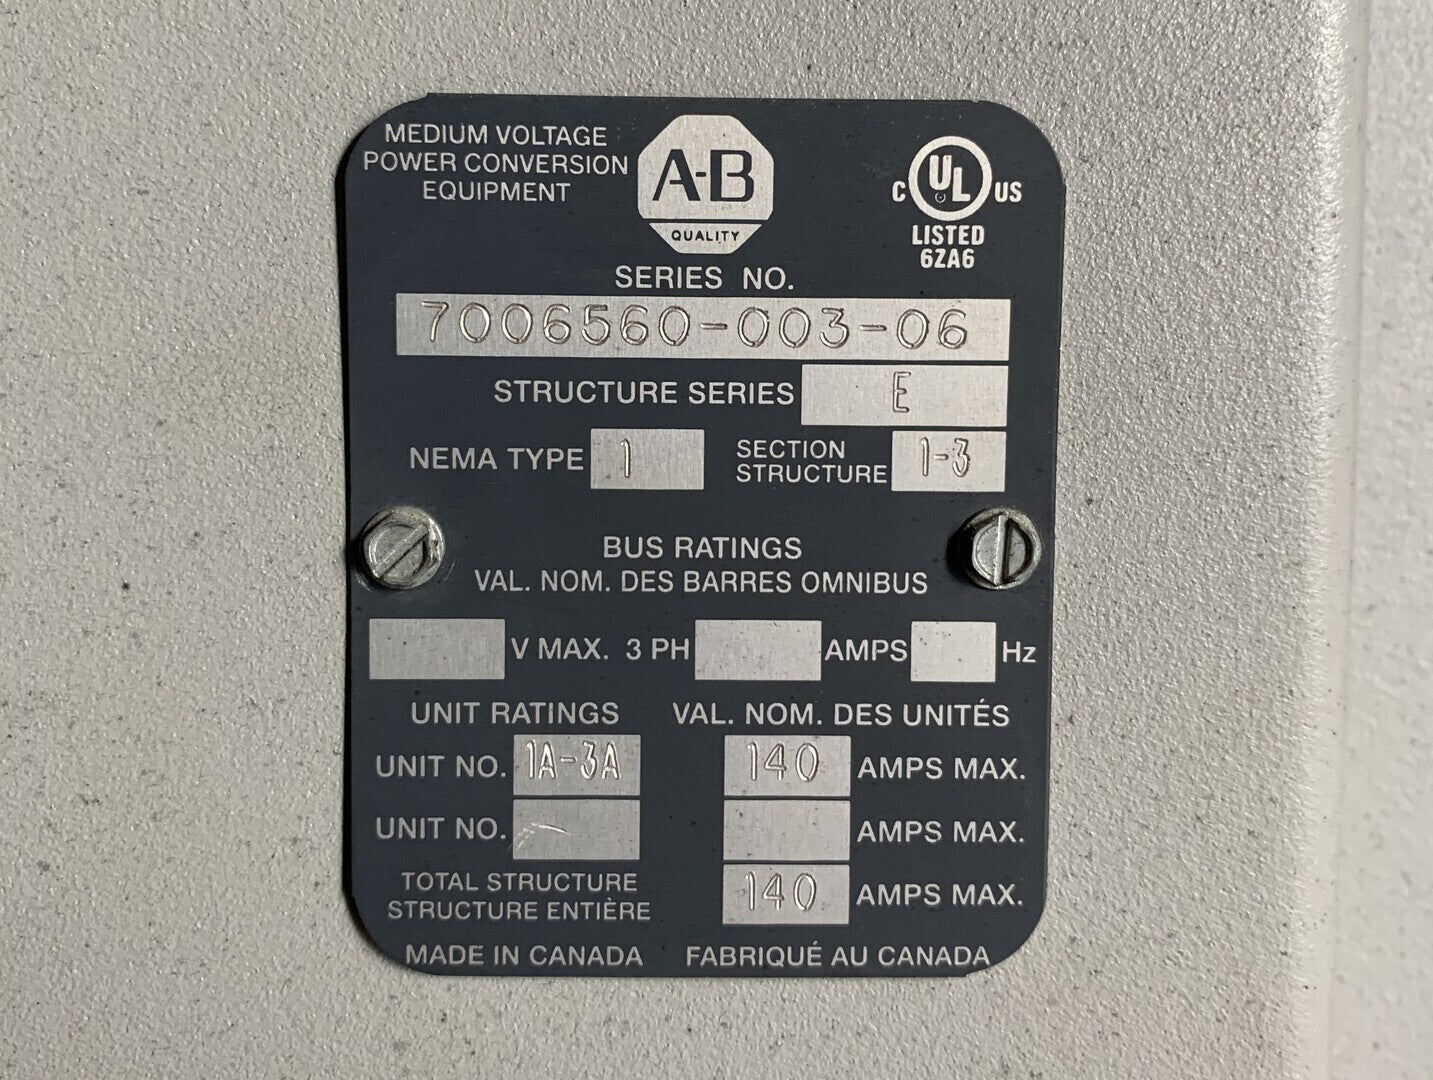 MEDIUM VOLTAGE
POWER CONVERSION
EQUIPMENT
A-B
QUALITY
C UL US
LISTED
6ZA6
SERIES NO.
7006560-003-06
STRUCTURE SERIES E
NEMA TYPE 1
SECTION
STRUCTURE 1-3
BUS RATINGS
VAL. NOM. DES BARRES OMNIBUS
V MAX. 3 PH AMPS Hz
UNIT RATINGS VAL. NOM. DES UNITÉS
UNIT NO. 1A-3A 140 AMPS MAX.
UNIT NO. AMPS MAX.
TOTAL STRUCTURE
STRUCTURE ENTIÈRE 140 AMPS MAX.
MADE IN CANADA FABRIQUÉ AU CANADA